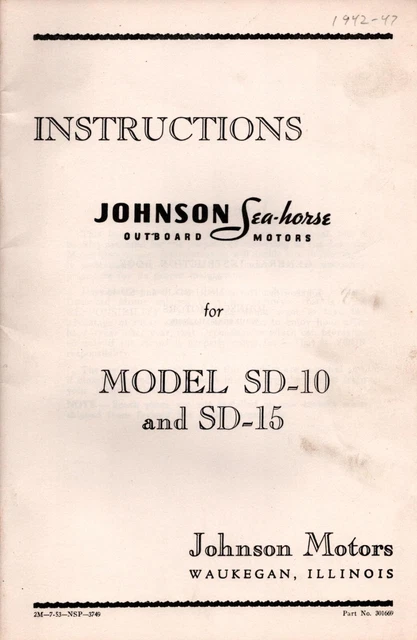 1942-47
INSTRUCTIONS
JOHNSON Sea-horse
OUTBOARD MOTORS
for
MODEL SD-10
and SD-15
Johnson Motors
WAUKEGAN, ILLINOIS
2M—7-53—NSP—3749 Part No. 301660